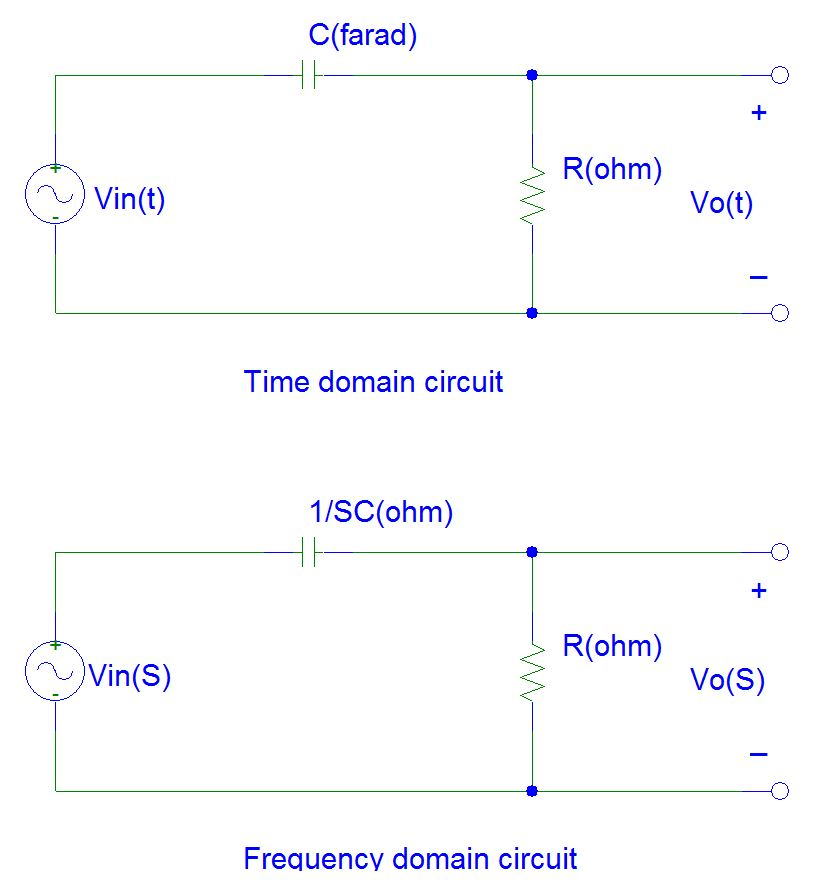 C(farad)
+
+
R(ohm)
Vin(t)
Vo(t)
-
–
Time domain circuit
1/SC(ohm)
+
+
R(ohm)
Vin(S)
Vo(S)
-
–
Frequency domain circuit